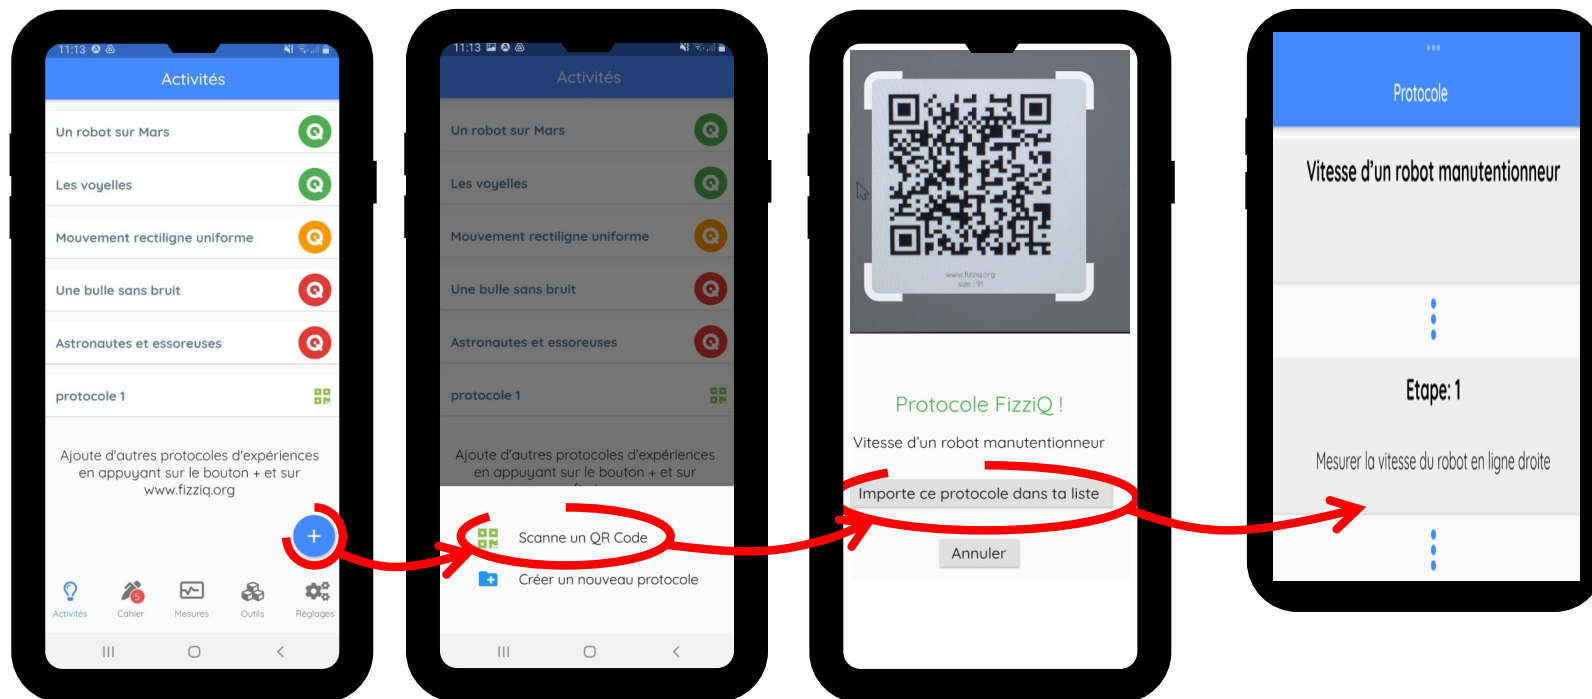 11:13
Activités
Un robot sur Mars
Les voyelles
Mouvement rectiligne uniforme
Une bulle sans bruit
Astronautes et essoreuses
protocole 1
Ajoute d'autres protocoles d'expériences
en appuyant sur le bouton + et sur
www.fizziq.org
+
5
Activités
Cahier
Mesures
Outils
Réglages
11:13
Activités
Un robot sur Mars
Les voyelles
Mouvement rectiligne uniforme
Une bulle sans bruit
Astronautes et essoreuses
protocole 1
Ajoute d'autres protocoles d'expériences
en appuyant sur le bouton + et sur
Scanne un QR Code
Créer un nouveau protocole
www.fizziq.org
size : 91
Protocole FizziQ !
Vitesse d'un robot manutentionneur
Importe ce protocole dans ta liste
Annuler
Protocole
Vitesse d'un robot manutentionneur
Etape: 1
Mesurer la vitesse du robot en ligne droite